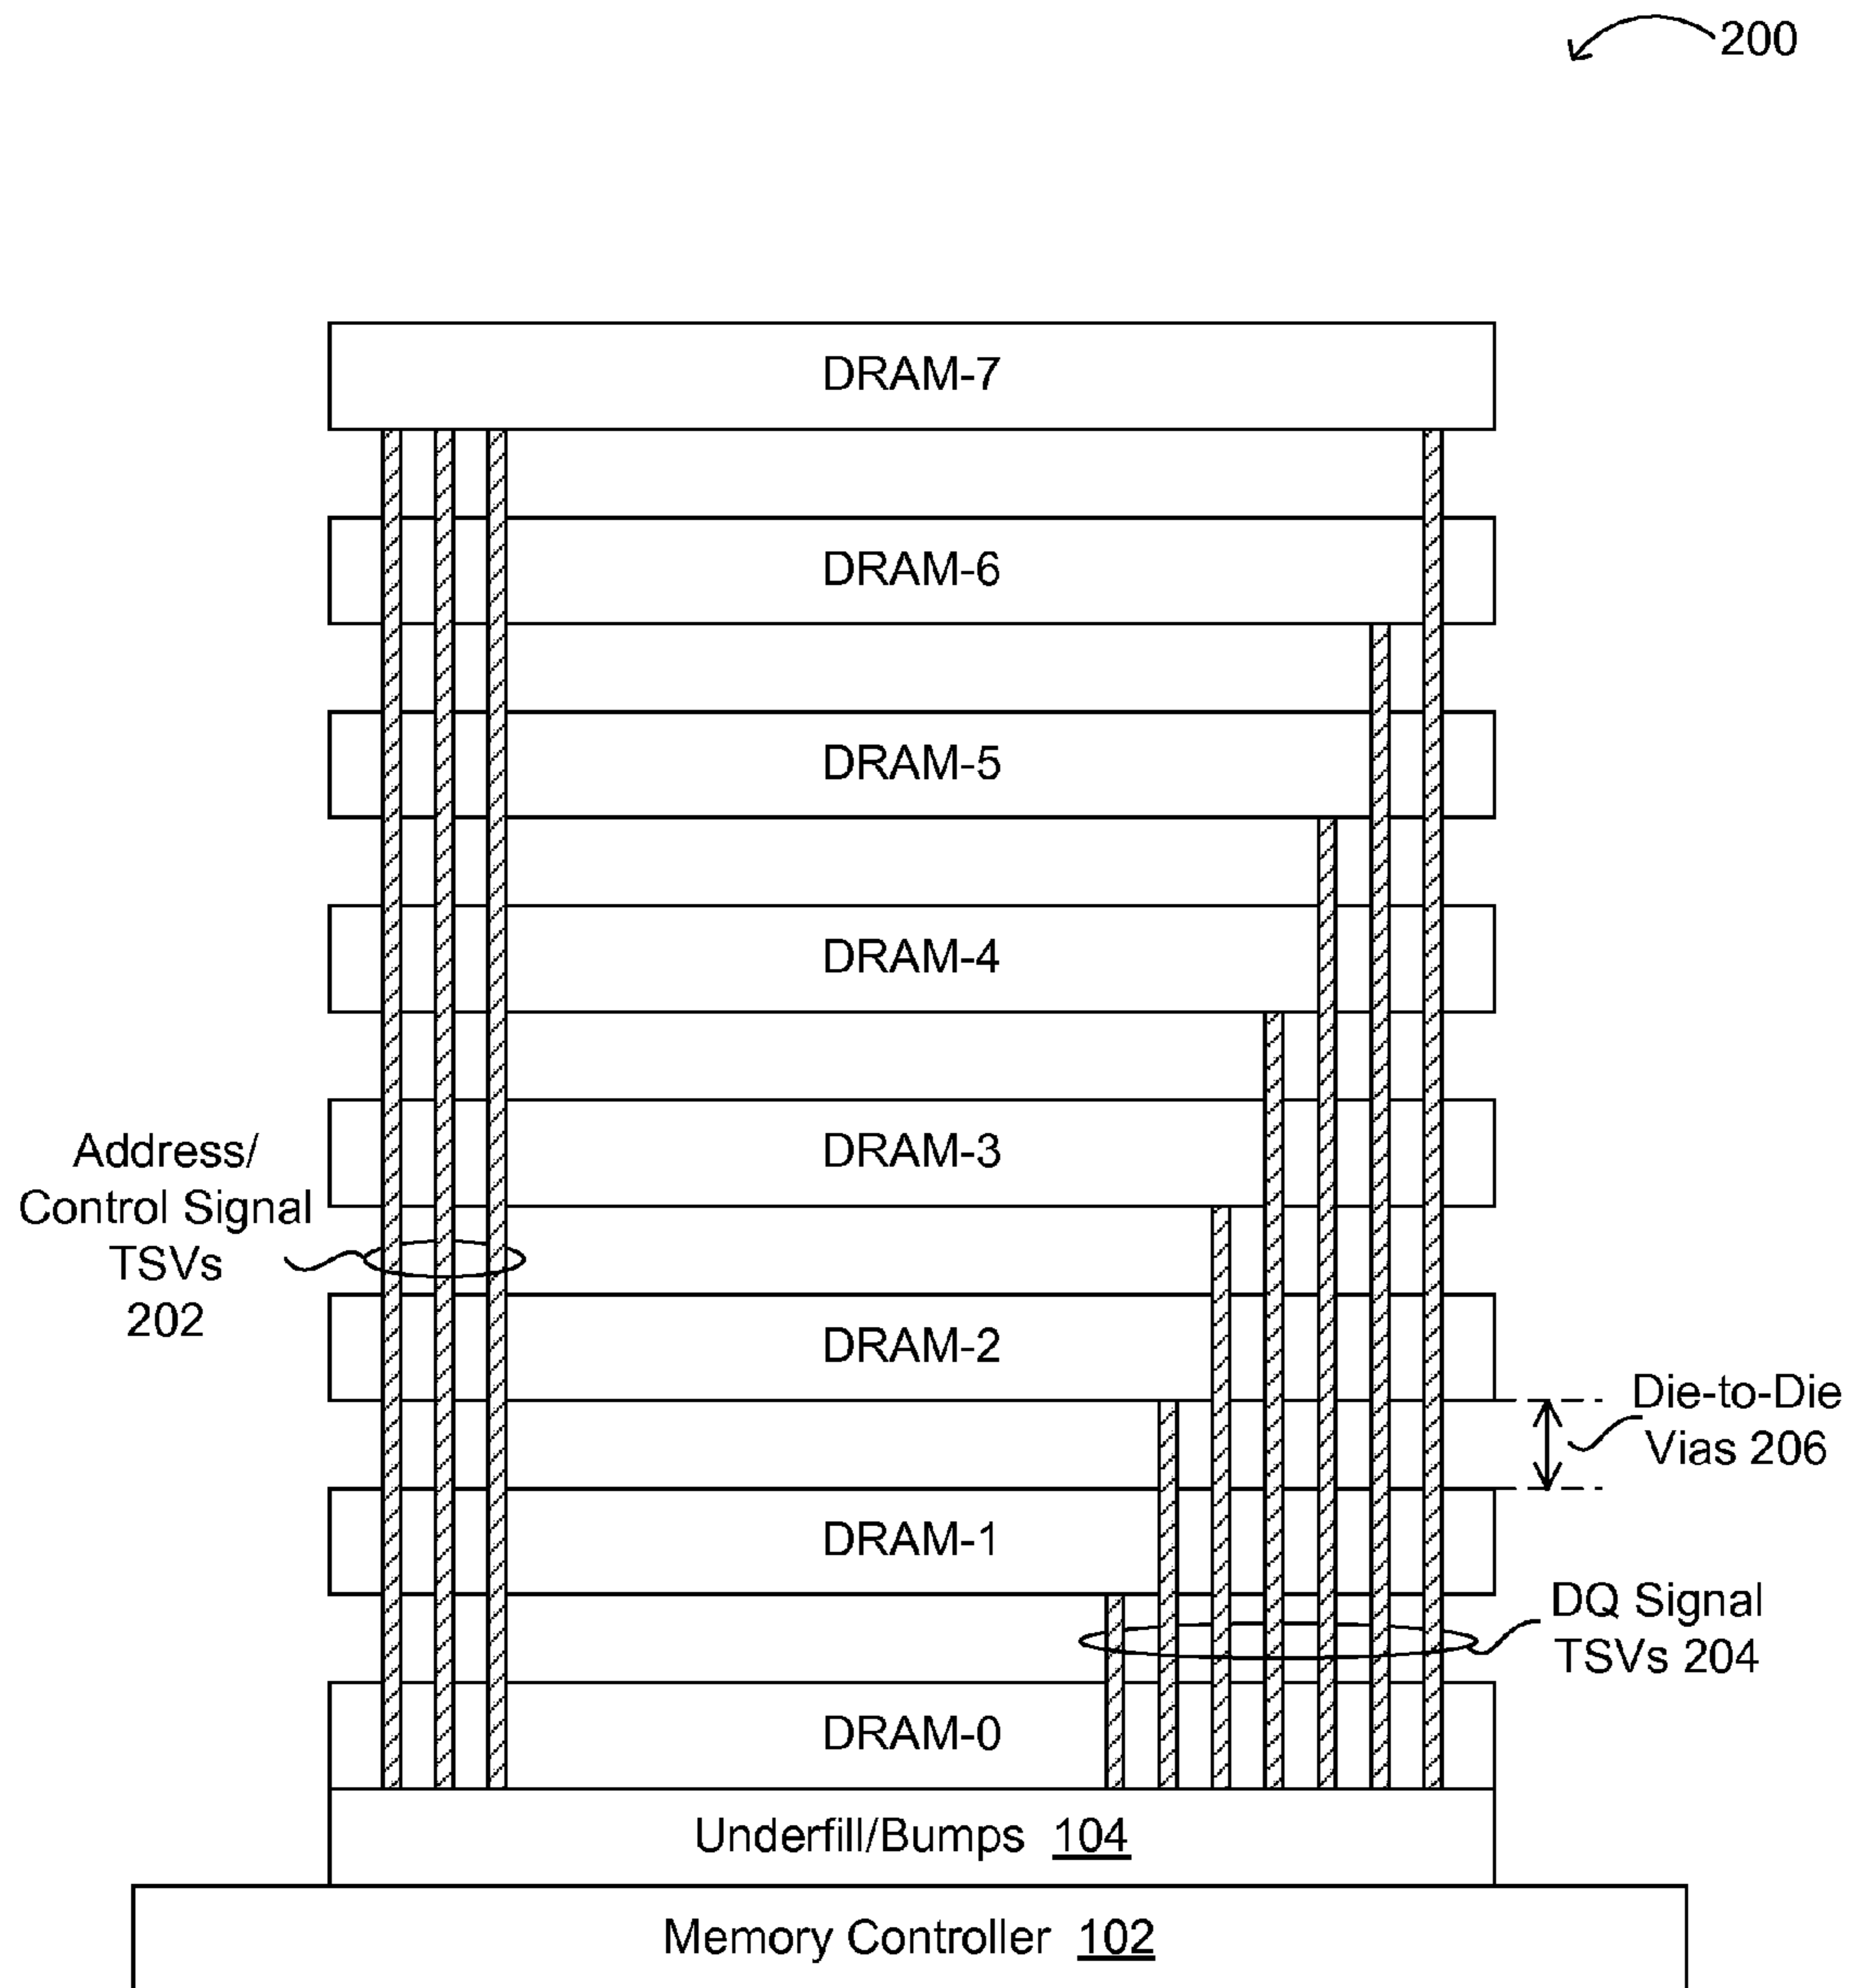 200
DRAM-7
DRAM-6
DRAM-5
DRAM-4
DRAM-3
Address/
Control Signal
TSVs
202
DRAM-2
Die-to-Die
Vias 206
DRAM-1
DQ Signal
TSVs 204
DRAM-0
Underfill/Bumps 104
Memory Controller 102